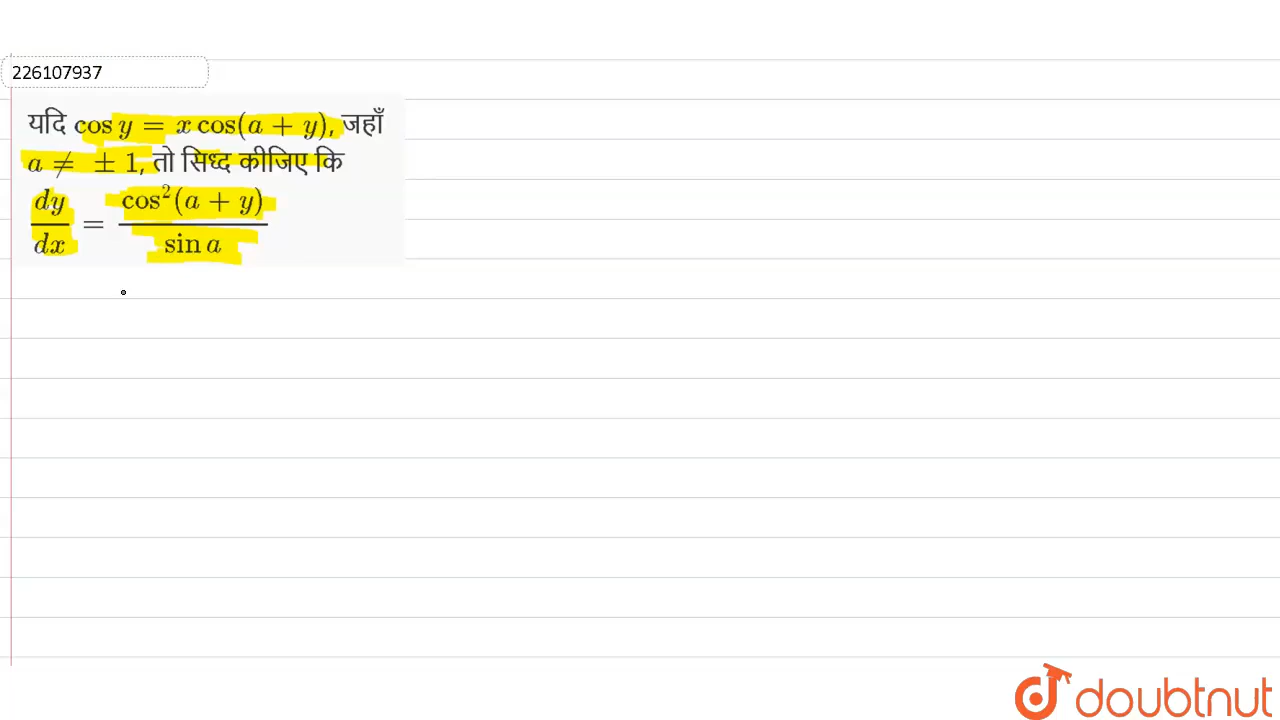 226107937
यदि cos y = x cos(a + y), जहाँ
a ≠ ± 1, तो सिध्द कीजिए कि
dy/dx = cos²(a + y)/sin a
doubtnut